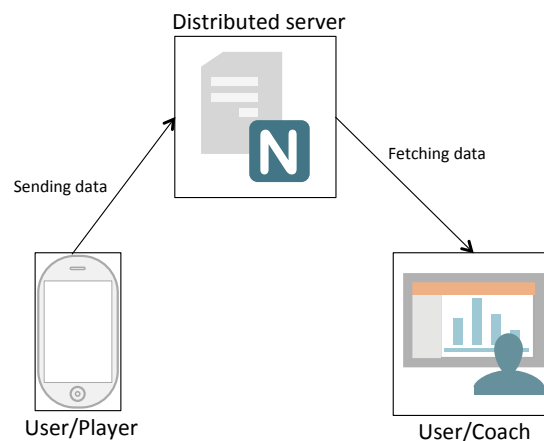 Distributed server
N
Sending data
Fetching data
User/Player
User/Coach